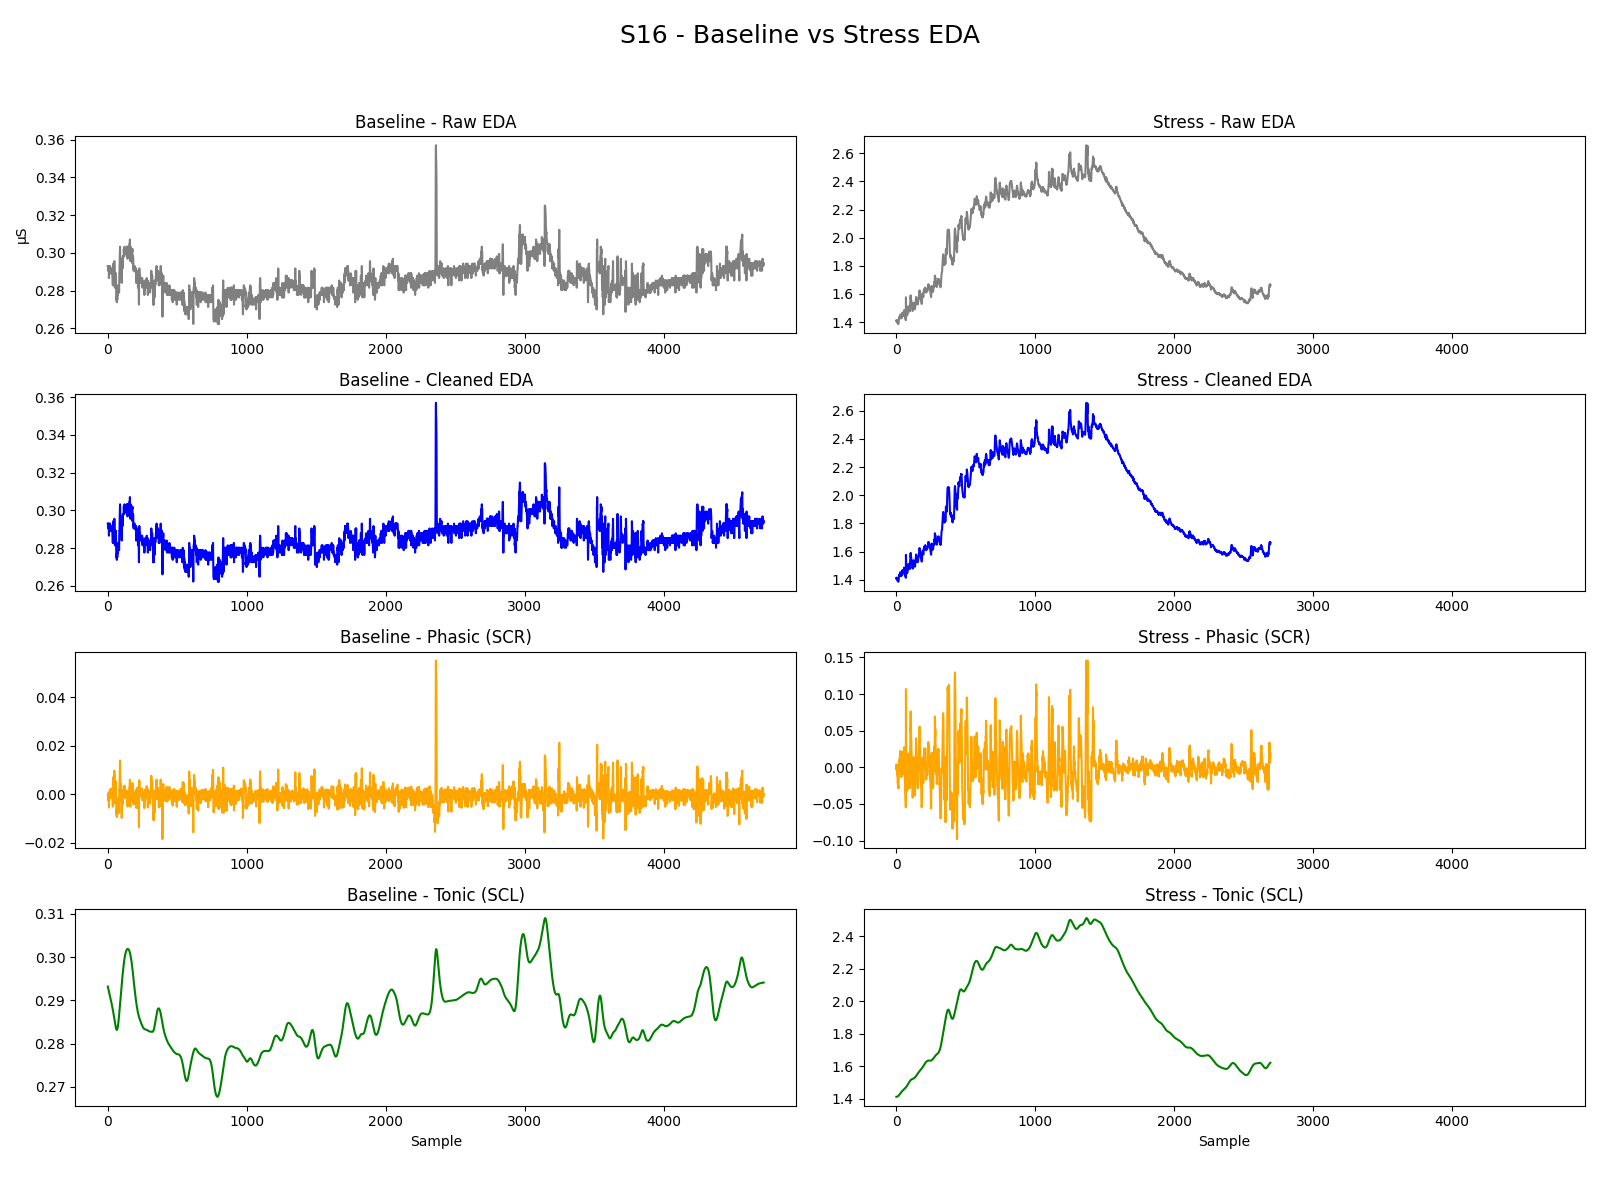 S16 - Baseline vs Stress EDA
Baseline - Raw EDA
µS
0.36
0.34
0.32
0.30
0.28
0.26
0 1000 2000 3000 4000
Stress - Raw EDA
2.6
2.4
2.2
2.0
1.8
1.6
1.4
0 1000 2000 3000 4000
Baseline - Cleaned EDA
0.36
0.34
0.32
0.30
0.28
0.26
0 1000 2000 3000 4000
Stress - Cleaned EDA
2.6
2.4
2.2
2.0
1.8
1.6
1.4
0 1000 2000 3000 4000
Baseline - Phasic (SCR)
0.04
0.02
0.00
−0.02
0 1000 2000 3000 4000
Stress - Phasic (SCR)
0.15
0.10
0.05
0.00
−0.05
−0.10
0 1000 2000 3000 4000
Baseline - Tonic (SCL)
0.31
0.30
0.29
0.28
0.27
0 1000 2000 3000 4000
Sample
Stress - Tonic (SCL)
2.4
2.2
2.0
1.8
1.6
1.4
0 1000 2000 3000 4000
Sample